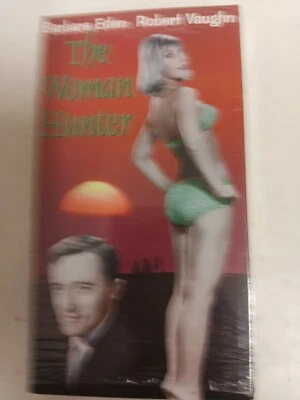 Barbara Eden Robert Vaughn
The
Woman
Hunter